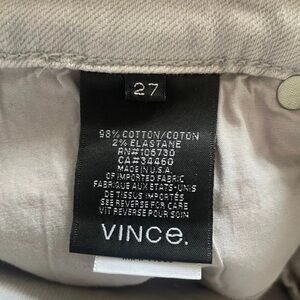 27
98% COTTON/COTON
2% ELASTANE
RN#106730
CA#34460
MADE IN U.S.A.
OF IMPORTED FABRIC
FABRIQUE AUX ETATS-UNIS
DE TISSUS IMPORTÉS
SEE REVERSE FOR CARE
VIT REVERSE POUR SOIN
VINCE.